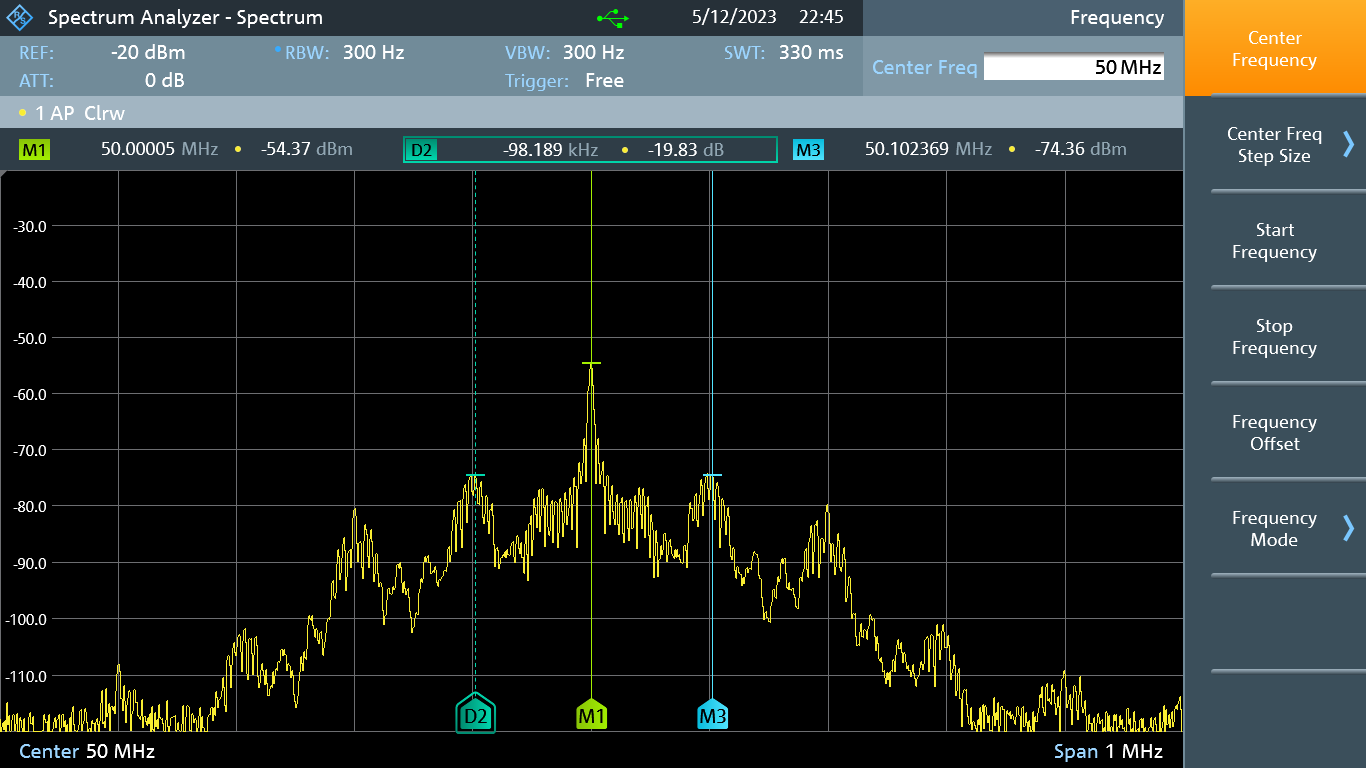 Spectrum Analyzer - Spectrum 5/12/2023 22:45 Frequency
REF: -20 dBm RBW: 300 Hz VBW: 300 Hz SWT: 330 ms
ATT: 0 dB Trigger: Free
Center Freq 50 MHz
1 AP Clrw
M1 50.00005 MHz • -54.37 dBm D2 -98.189 kHz • -19.83 dB M3 50.102369 MHz • -74.36 dBm
-30.0
-40.0
-50.0
-60.0
-70.0
-80.0
-90.0
-100.0
-110.0
D2 M1 M3
Center 50 MHz Span 1 MHz
Center
Frequency
Center Freq
Step Size
Start
Frequency
Stop
Frequency
Frequency
Offset
Frequency
Mode